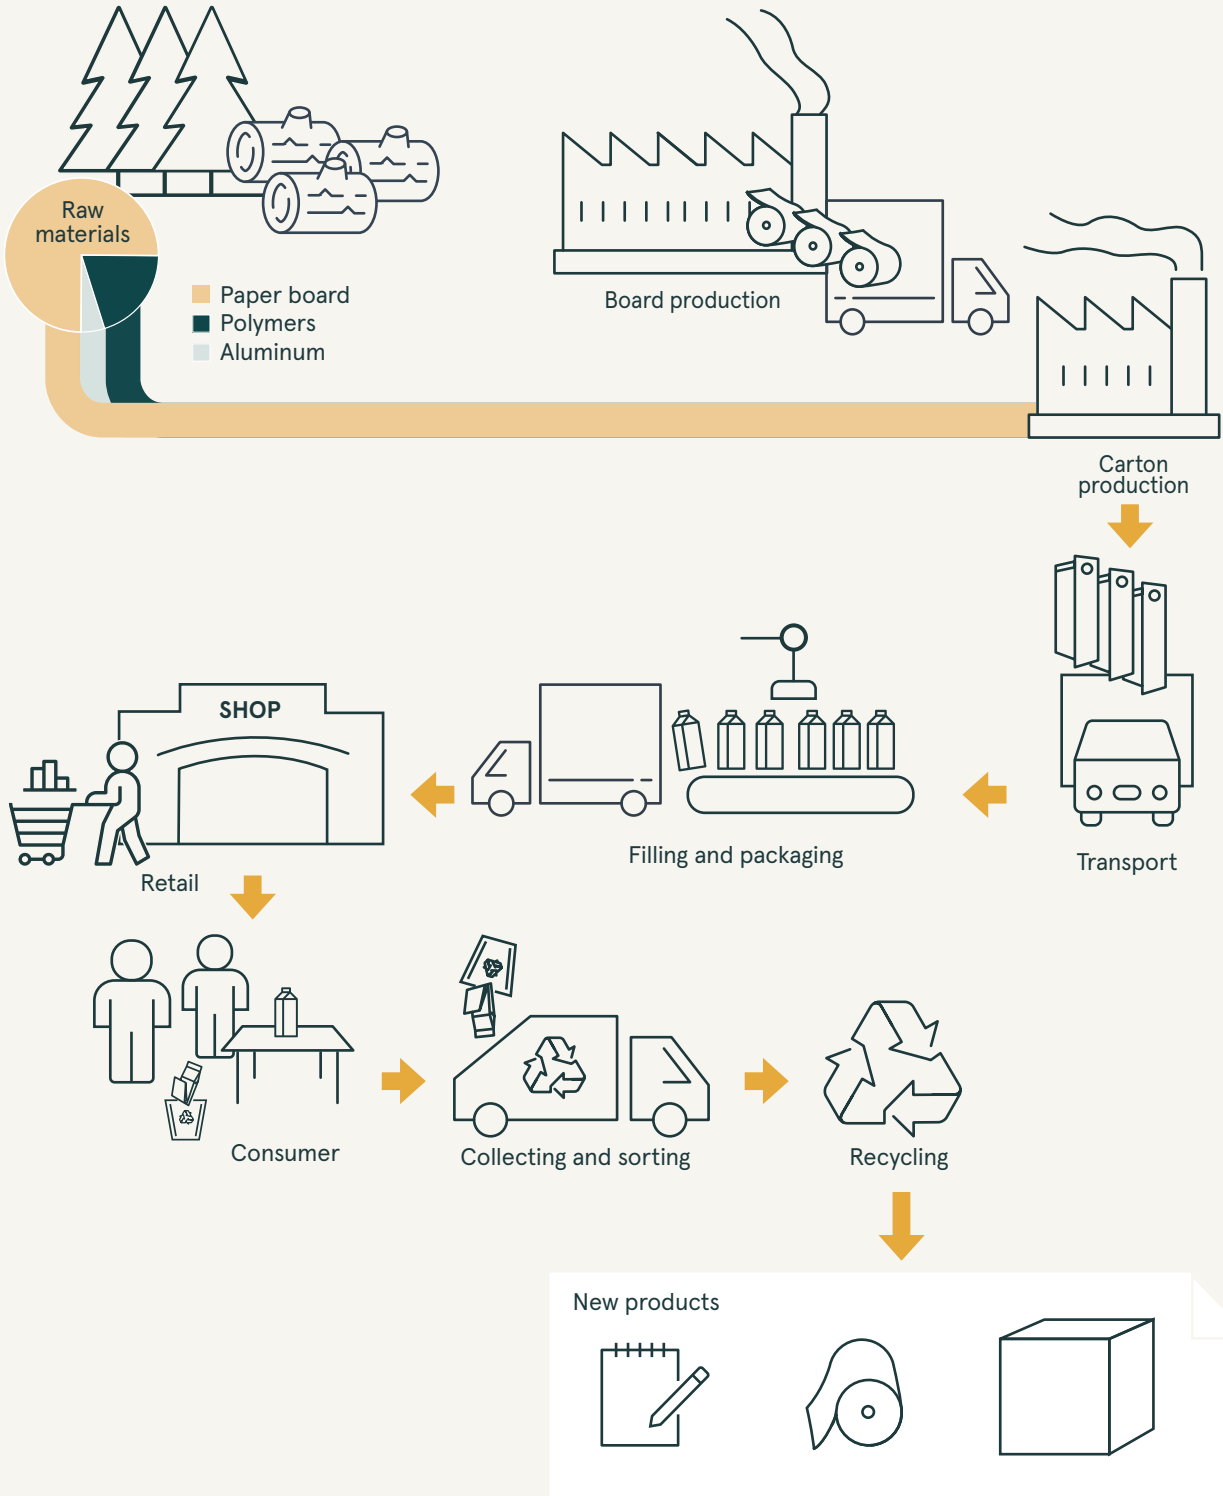 Raw
materials
Paper board
Polymers
Aluminum
Board production
Carton
production
SHOP
Retail
Filling and packaging
Transport
Consumer
Collecting and sorting
Recycling
New products